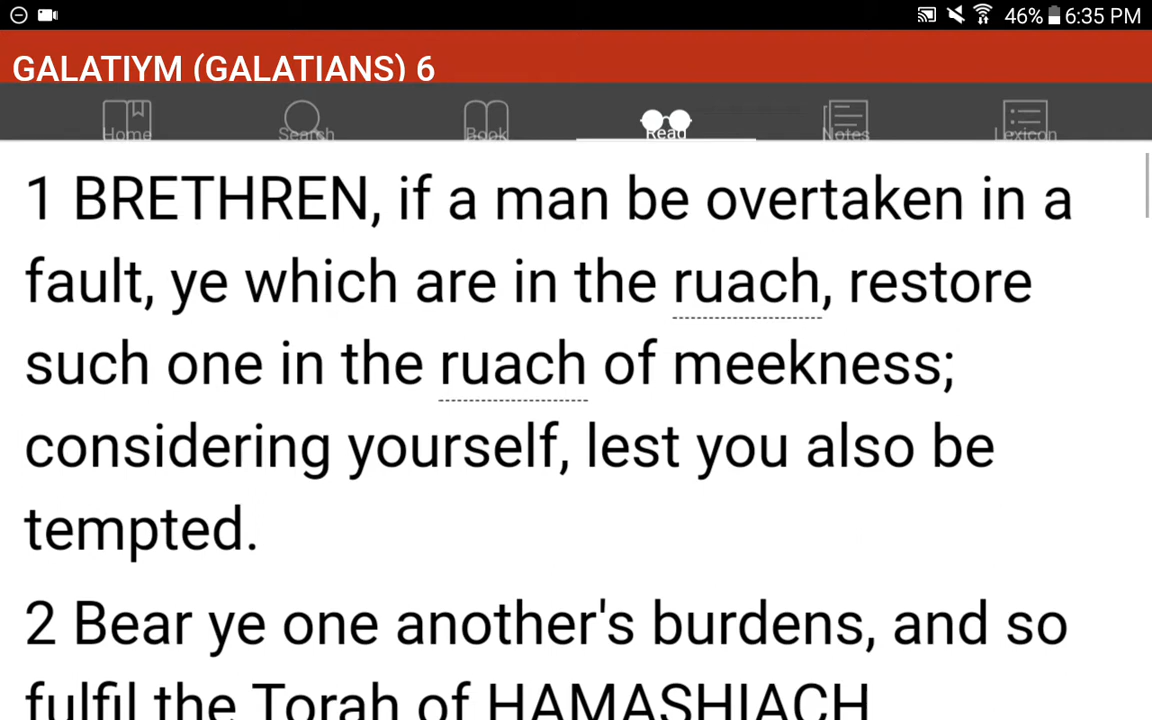 46% 6:35 PM
GALATIYM (GALATIANS) 6
Home Search Book Read Notes Lexicon
1 BRETHREN, if a man be overtaken in a
fault, ye which are in the ruach, restore
such one in the ruach of meekness;
considering yourself, lest you also be
tempted.
2 Bear ye one another's burdens, and so
fulfil the Torah of HAMASHIACH